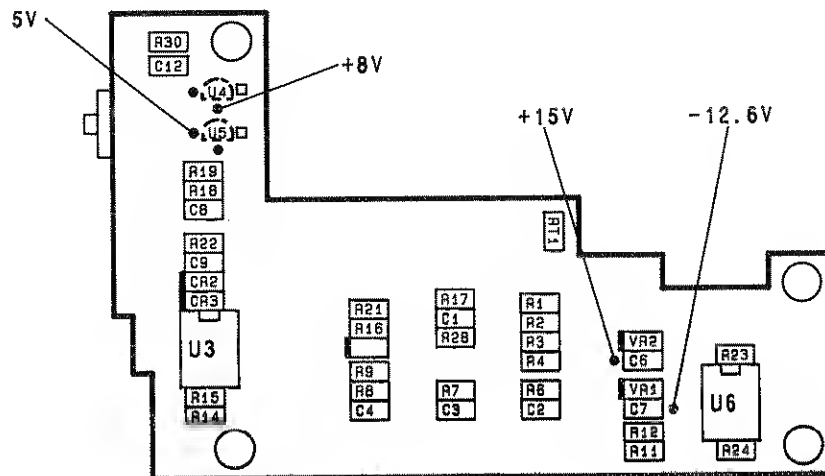 5V
R30
C12
U4
+8V
U5
+15V
-12.6V
R19
R18
C8
RT1
R22
C9
CR2
CR3
U3
R15
R14
R21
R16
R9
R8
C4
R17
C1
R28
R7
C3
R1
R2
R3
R4
R6
C2
VR2
C6
VR1
C7
R12
R11
R23
U6
R24